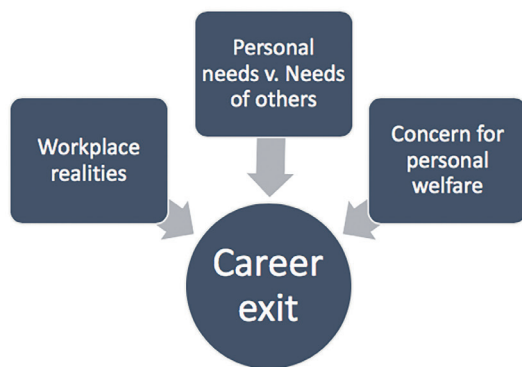 Personal
needs v. Needs
of others
Workplace
realities
Concern for
personal
welfare
Career
exit